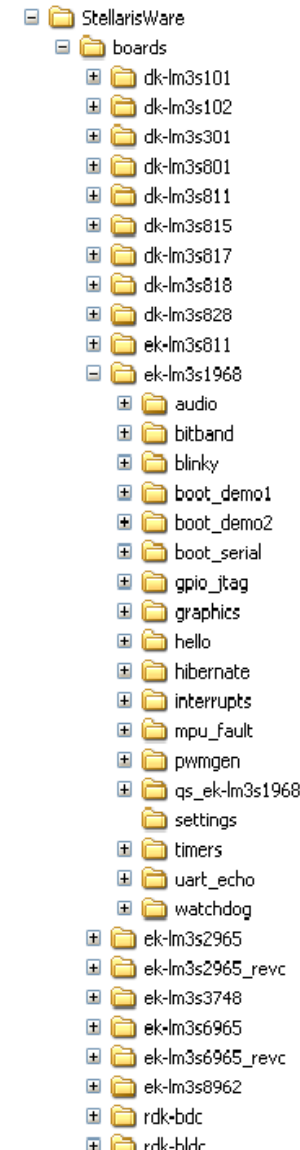 StellarisWare
boards
dk-lm3s101
dk-lm3s102
dk-lm3s301
dk-lm3s801
dk-lm3s811
dk-lm3s815
dk-lm3s817
dk-lm3s818
dk-lm3s828
ek-lm3s811
ek-lm3s1968
audio
bitband
blinky
boot_demo1
boot_demo2
boot_serial
gpio_jtag
graphics
hello
hibernate
interrupts
mpu_fault
pwmgen
qs_ek-lm3s1968
settings
timers
uart_echo
watchdog
ek-lm3s2965
ek-lm3s2965_revc
ek-lm3s3748
ek-lm3s6965
ek-lm3s6965_revc
ek-lm3s8962
rdk-bdc
rdk-bldc